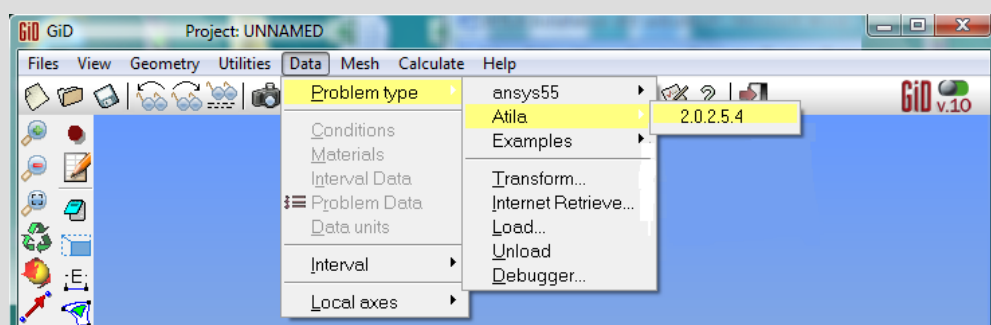 GiD GiD Project: UNNAMED
Files View Geometry Utilities Data Mesh Calculate Help
GiD v.10
Problem type
Conditions
Materials
Interval Data
Problem Data
Data units
Interval
Local axes
ansys55
Atila
Examples
Transform...
Internet Retrieve...
Load...
Unload
Debugger...
2.0.2.5.4
:E: